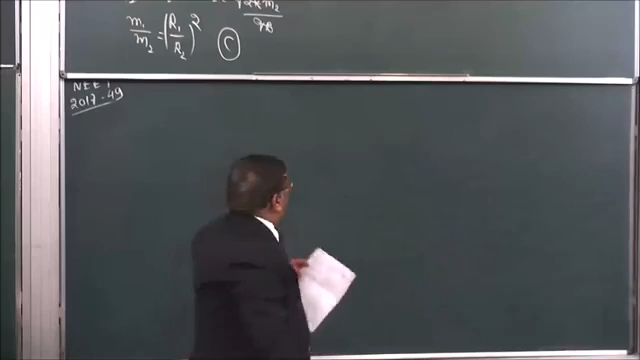 m₁/m₂ = (R₁/R₂)² (C)
NEET
2017-49